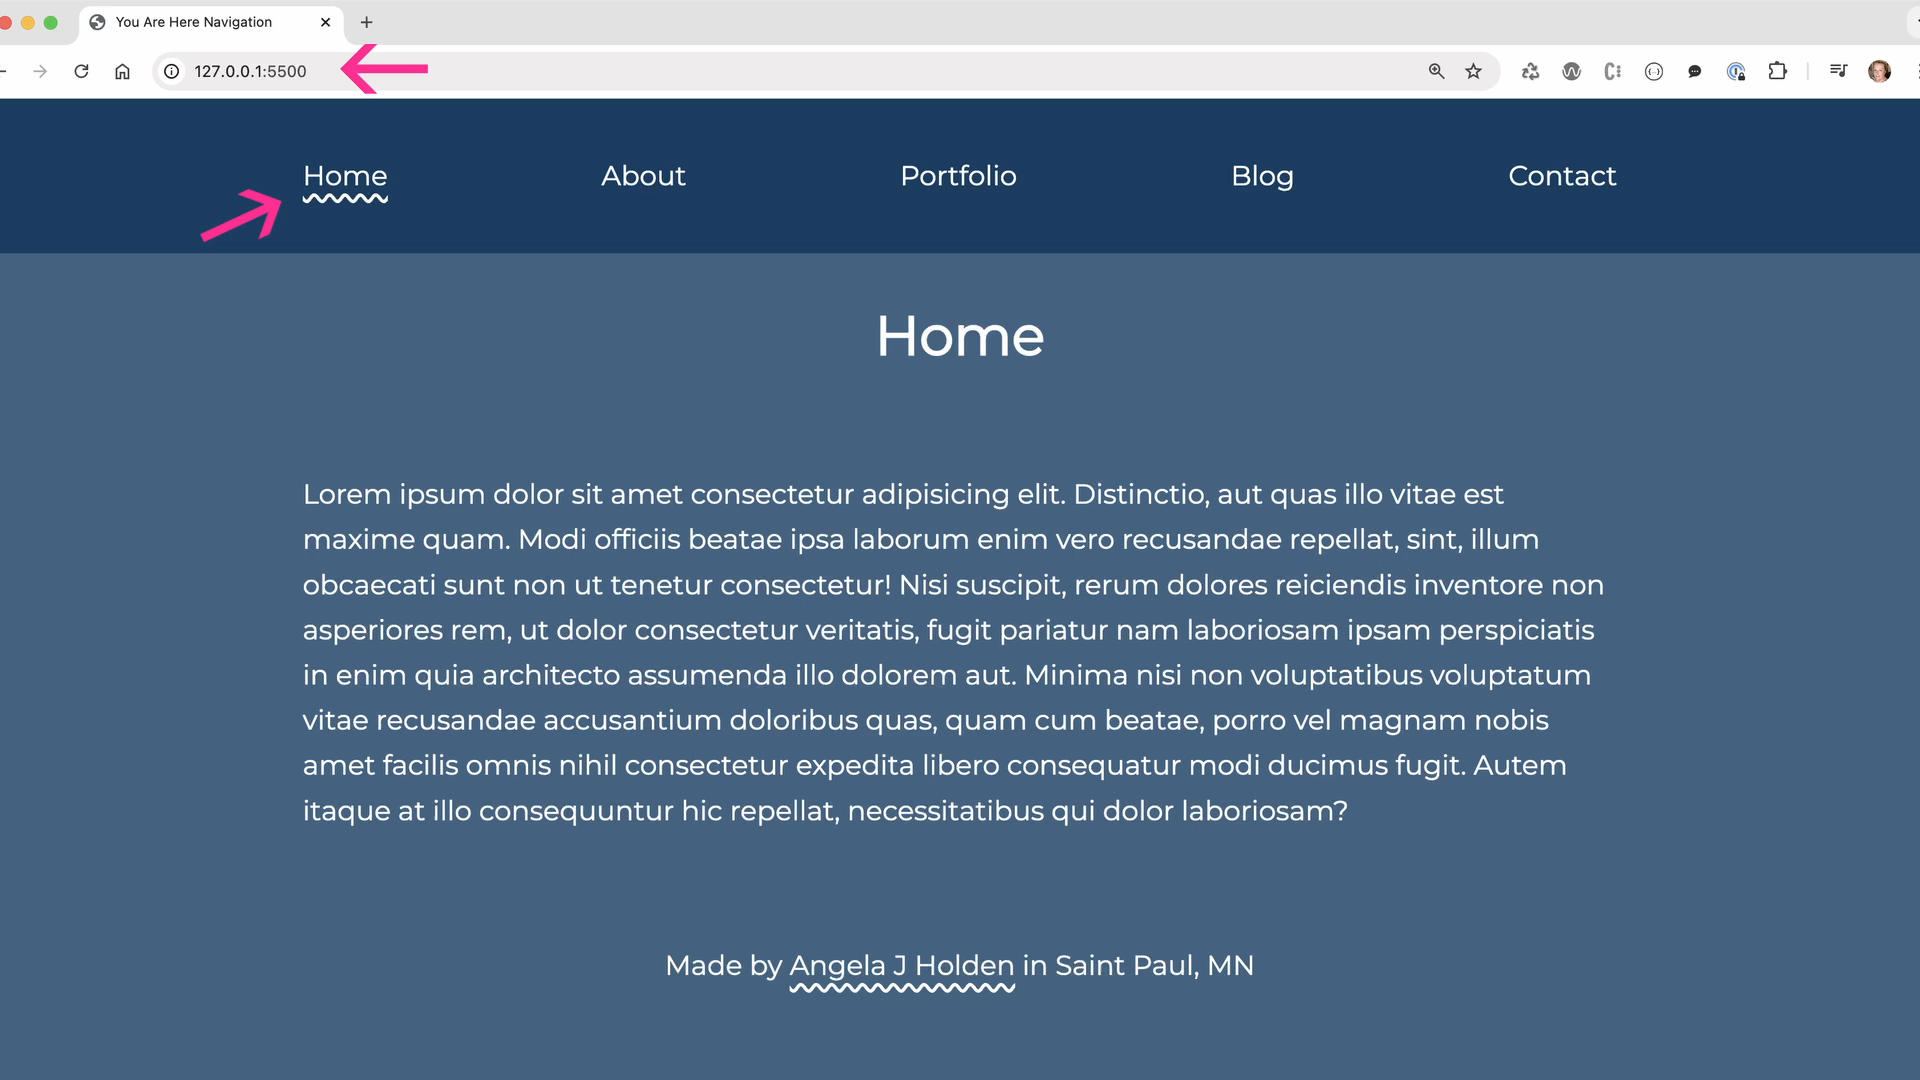 You Are Here Navigation
127.0.0.1:5500
Home About Portfolio Blog Contact
Home
Lorem ipsum dolor sit amet consectetur adipisicing elit. Distinctio, aut quas illo vitae est
maxime quam. Modi officiis beatae ipsa laborum enim vero recusandae repellat, sint, illum
obcaecati sunt non ut tenetur consectetur! Nisi suscipit, rerum dolores reiciendis inventore non
asperiores rem, ut dolor consectetur veritatis, fugit pariatur nam laboriosam ipsam perspiciatis
in enim quia architecto assumenda illo dolorem aut. Minima nisi non voluptatibus voluptatum
vitae recusandae accusantium doloribus quas, quam cum beatae, porro vel magnam nobis
amet facilis omnis nihil consectetur expedita libero consequatur modi ducimus fugit. Autem
itaque at illo consequuntur hic repellat, necessitatibus qui dolor laboriosam?
Made by Angela J Holden in Saint Paul, MN